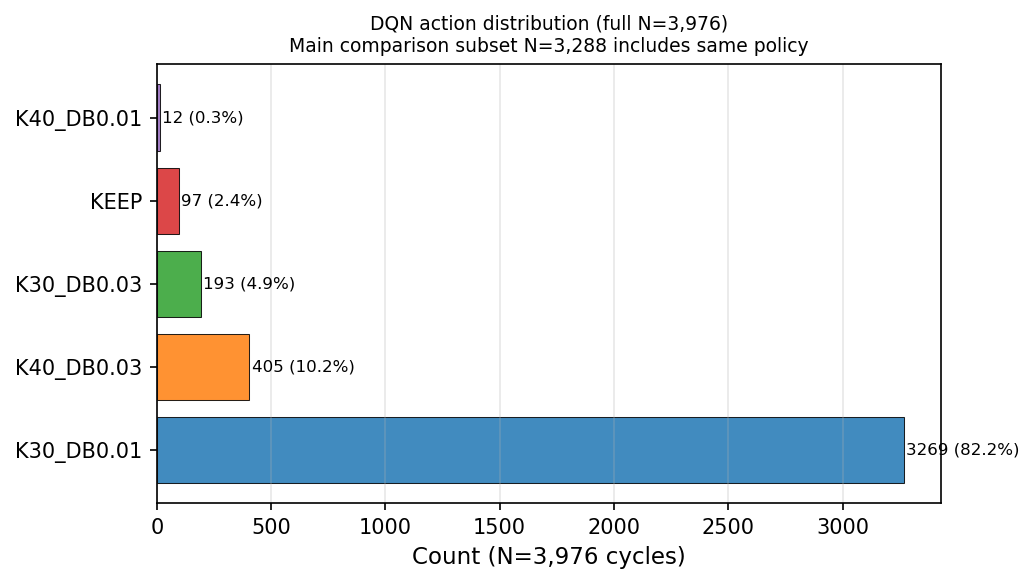 DQN action distribution (full N=3,976)
Main comparison subset N=3,288 includes same policy
K40_DB0.01
12 (0.3%)
KEEP
97 (2.4%)
K30_DB0.03
193 (4.9%)
K40_DB0.03
405 (10.2%)
K30_DB0.01
3269 (82.2%)
0 500 1000 1500 2000 2500 3000
Count (N=3,976 cycles)